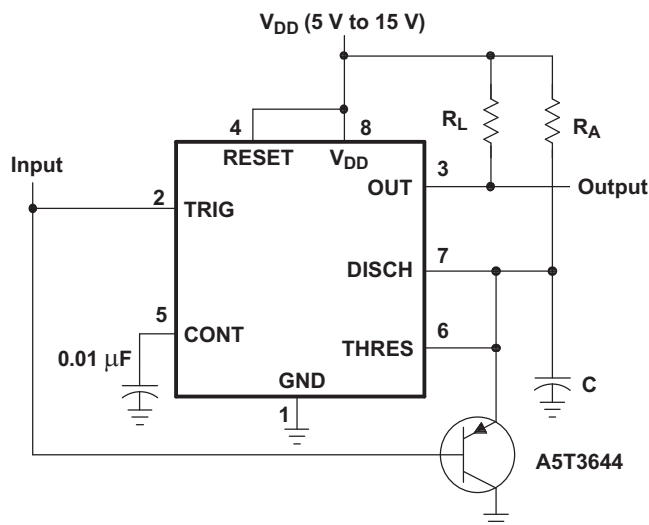 VDD (5 V to 15 V)
4
8
RL
RA
RESET
VDD
Input
3
2
OUT
Output
TRIG
7
DISCH
5
6
CONT
THRES
0.01 μF
GND
C
1
A5T3644